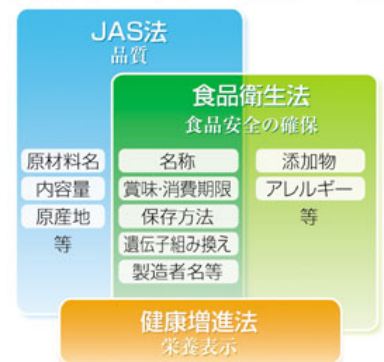 JAS法
品質
食品衛生法
食品安全の確保
原材料名
内容量
原産地
等
名称
賞味・消費期限
保存方法
遺伝子組み換え
製造者名等
添加物
アレルギー
等
健康増進法
栄養表示